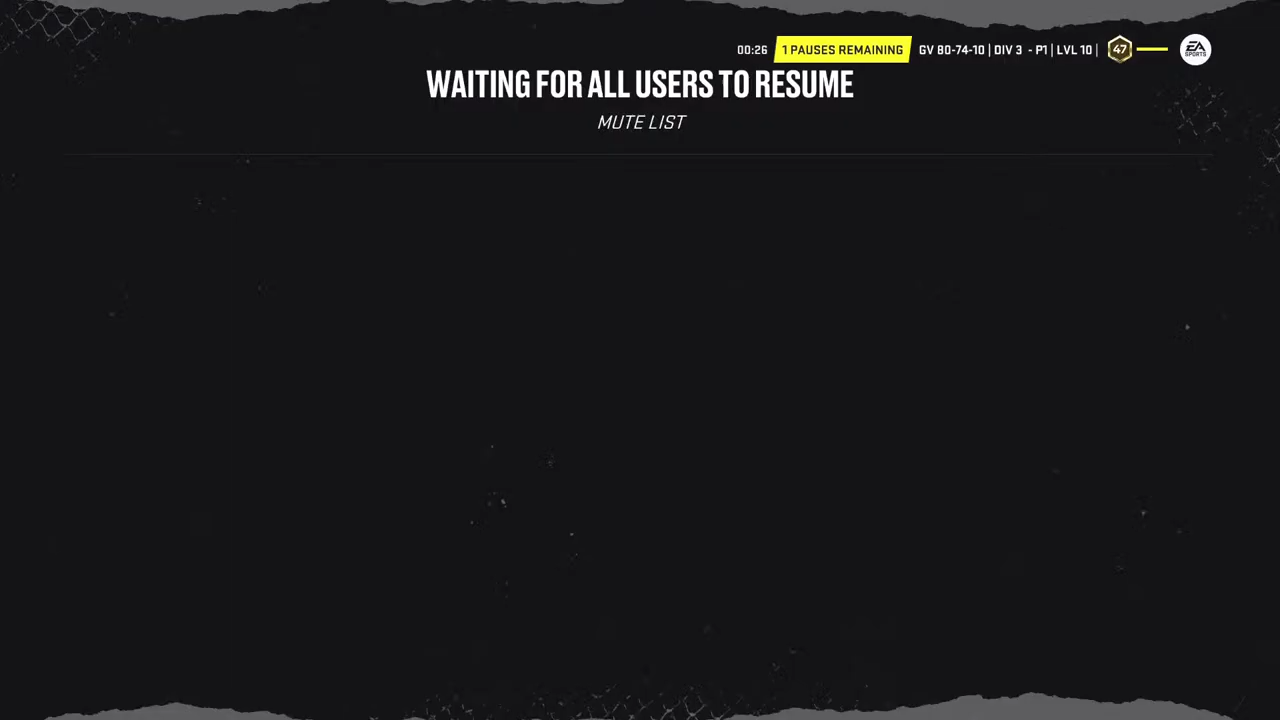 00:26 1 PAUSES REMAINING GV 80-74-10 | DIV 3 - P1 | LVL 10 | 47 EA SPORTS
WAITING FOR ALL USERS TO RESUME
MUTE LIST